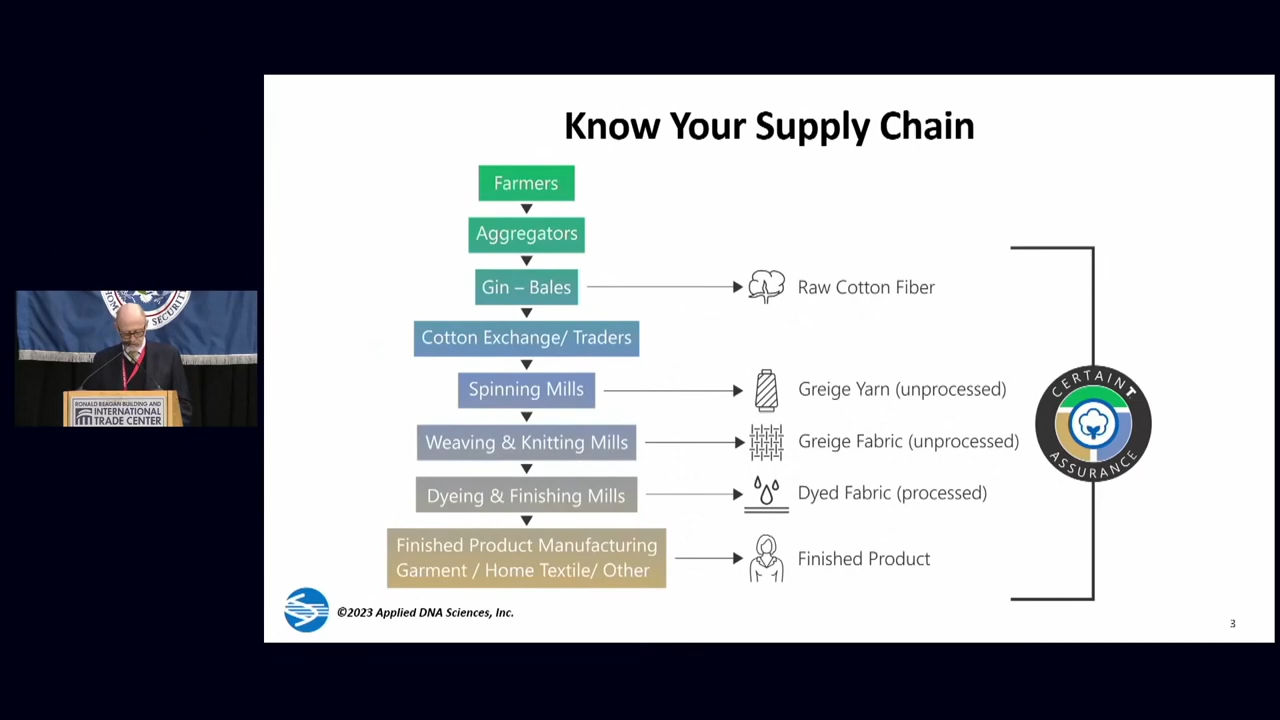 Know Your Supply Chain
Farmers
Aggregators
Gin – Bales
Raw Cotton Fiber
Cotton Exchange/ Traders
Spinning Mills
Greige Yarn (unprocessed)
Weaving & Knitting Mills
Greige Fabric (unprocessed)
Dyeing & Finishing Mills
Dyed Fabric (processed)
Finished Product Manufacturing
Garment / Home Textile/ Other
Finished Product
CERTAINT
ASSURANCE
©2023 Applied DNA Sciences, Inc.
3
SECURITY
RONALD REAGAN BUILDING AND
INTERNATIONAL
TRADE CENTER